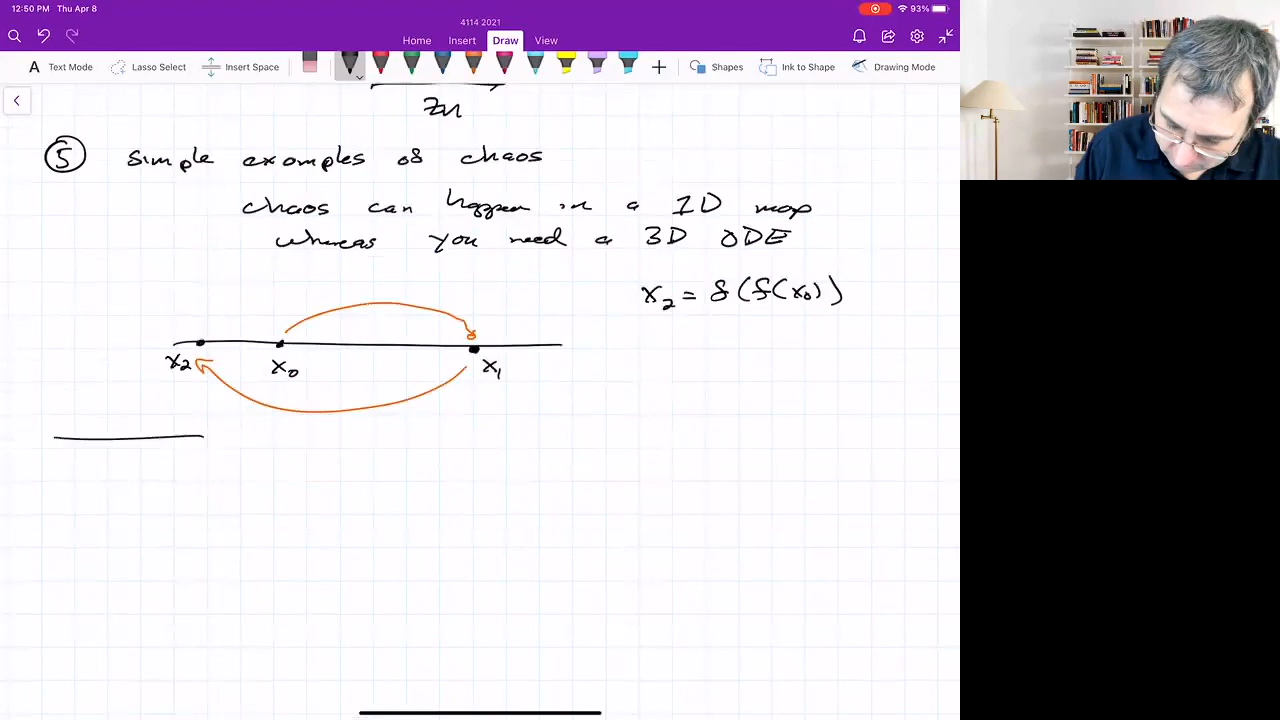 12:50 PM Thu Apr 8
93%
4114 2021
Home Insert Draw View
Text Mode Lasso Select Insert Space Shapes Ink to Shape Drawing Mode
Zn
5 simple examples of chaos
chaos can happen in a 1D map
whereas you need a 3D ODE
x2 = f(f(x0))
x2 x0 x1